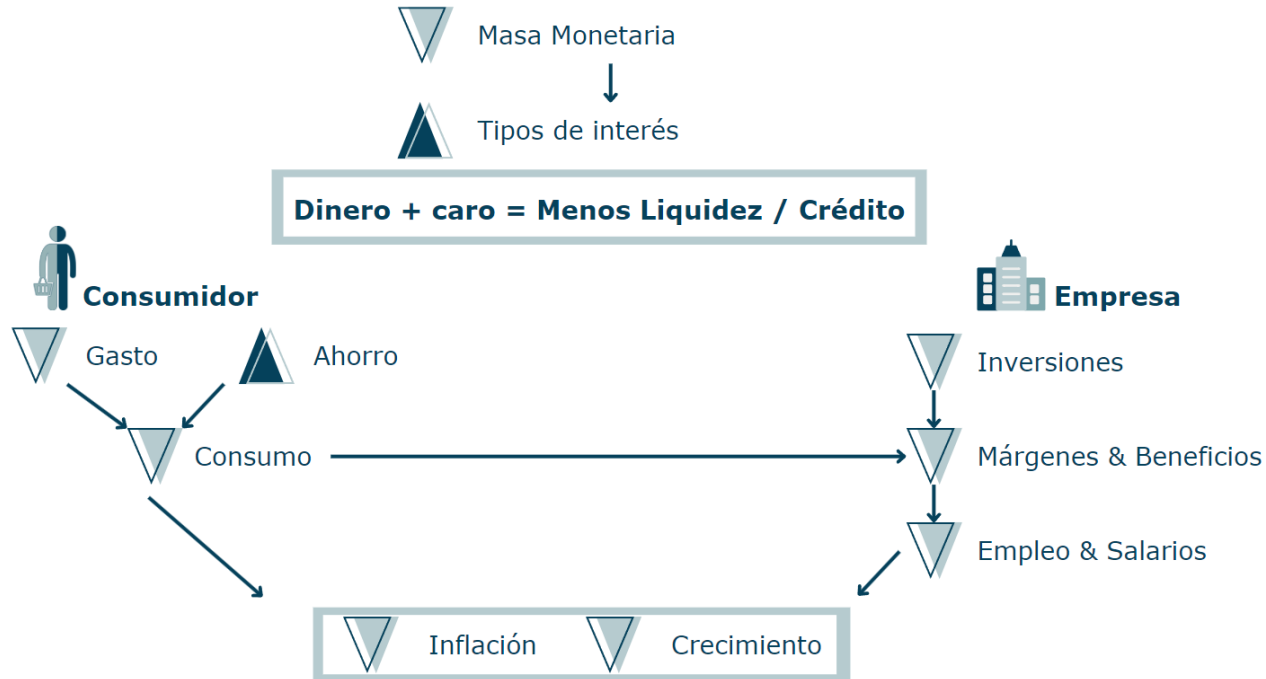 Masa Monetaria
Tipos de interés
Dinero + caro = Menos Liquidez / Crédito
Consumidor
Empresa
Gasto
Ahorro
Inversiones
Consumo
Márgenes & Beneficios
Empleo & Salarios
Inflación
Crecimiento